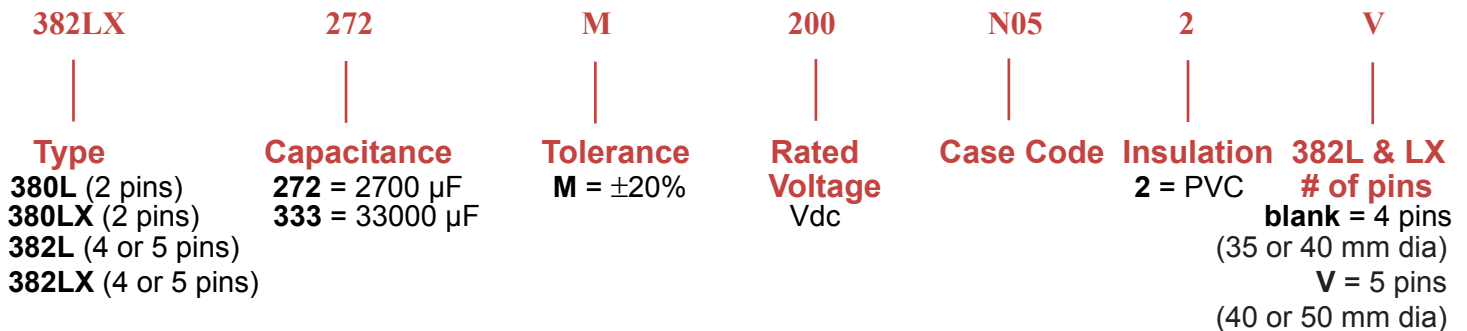 382LX 272 M 200 N05 2 V
Type Capacitance Tolerance Rated Voltage Case Code Insulation 382L & LX # of pins
380L (2 pins)
380LX (2 pins)
382L (4 or 5 pins)
382LX (4 or 5 pins)
272 = 2700 µF
333 = 33000 µF
M = ±20%
Vdc
2 = PVC
blank = 4 pins
(35 or 40 mm dia)
V = 5 pins
(40 or 50 mm dia)